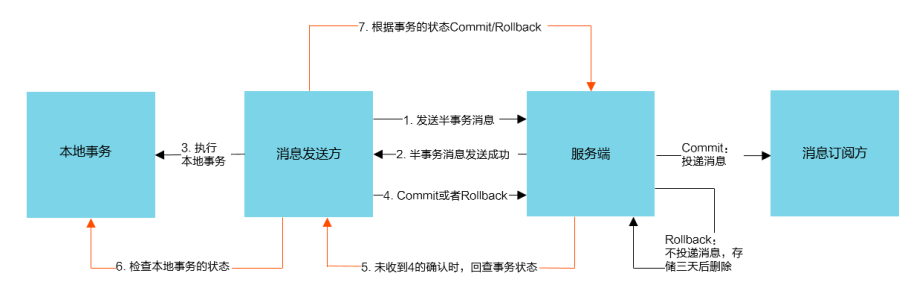 7. 根据事务的状态Commit/Rollback
本地事务
3. 执行
本地事务
消息发送方
1. 发送半事务消息
2. 半事务消息发送成功
4. Commit或者Rollback
服务端
Commit：
投递消息
消息订阅方
Rollback：
不投递消息，存
储三天后删除
6. 检查本地事务的状态
5. 未收到4的确认时，回查事务状态